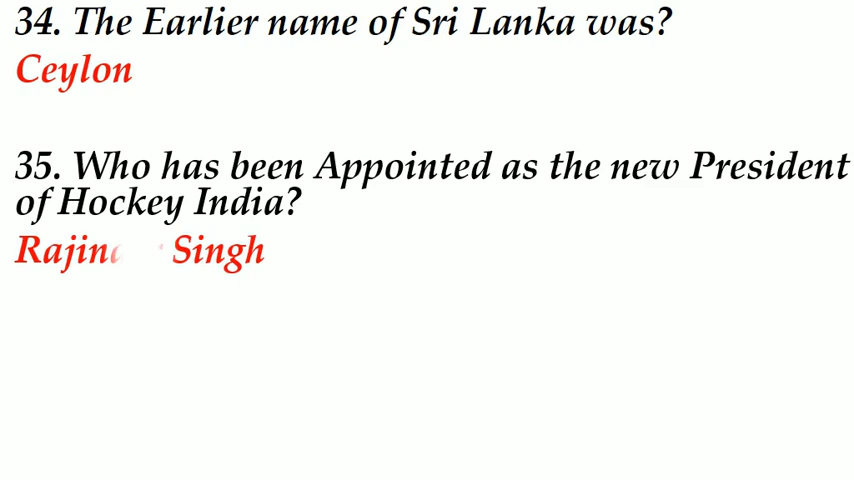 34. The Earlier name of Sri Lanka was?
Ceylon
35. Who has been Appointed as the new President
of Hockey India?
Singh